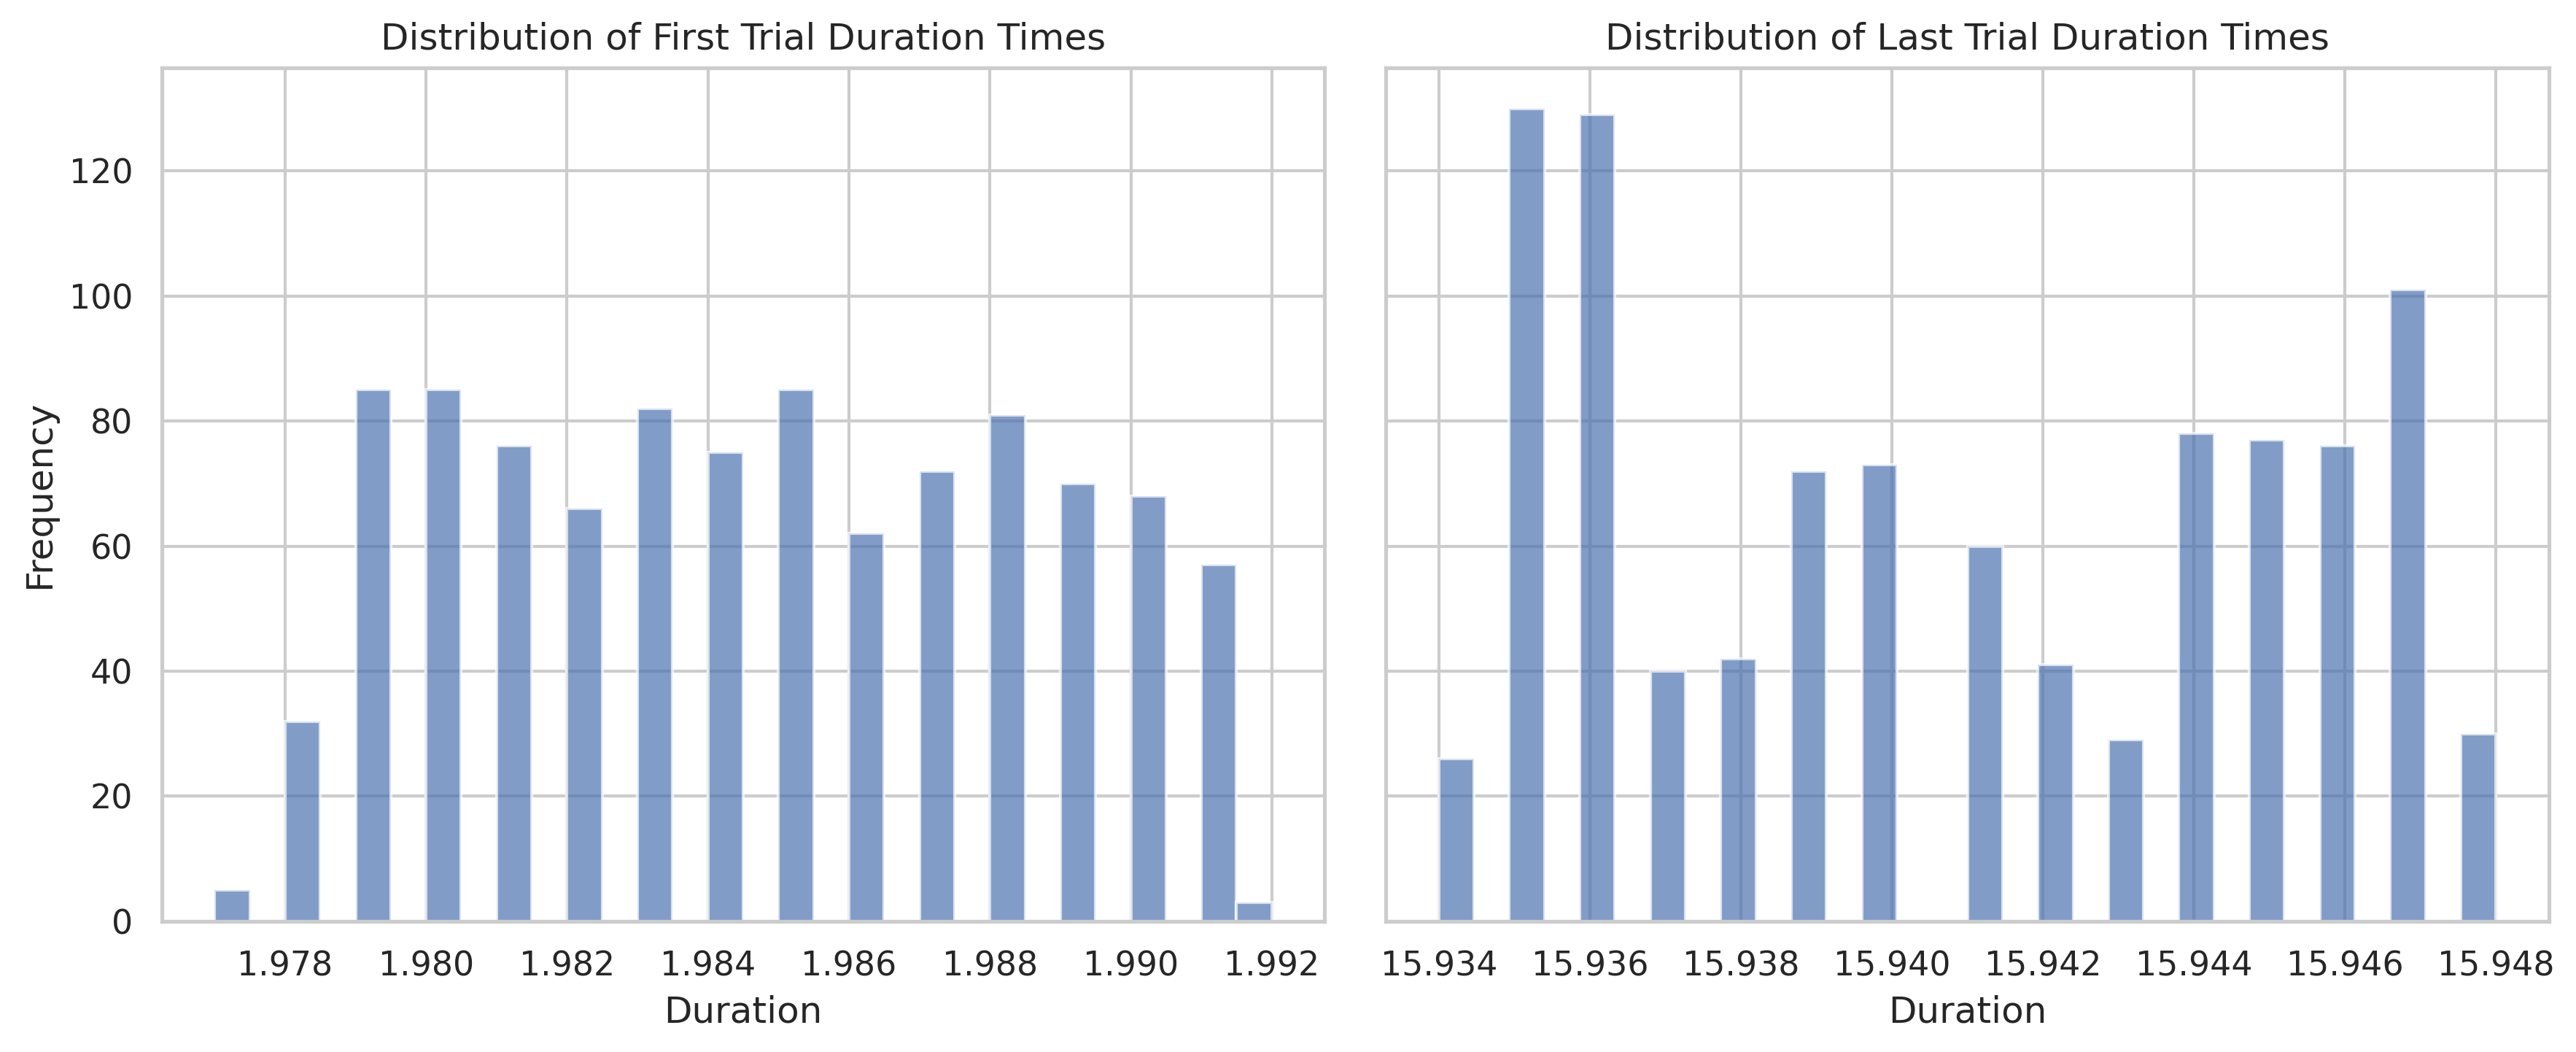 Distribution of First Trial Duration Times
Distribution of Last Trial Duration Times
Frequency
120
100
80
60
40
20
0
1.978 1.980 1.982 1.984 1.986 1.988 1.990 1.992
Duration
15.934 15.936 15.938 15.940 15.942 15.944 15.946 15.948
Duration